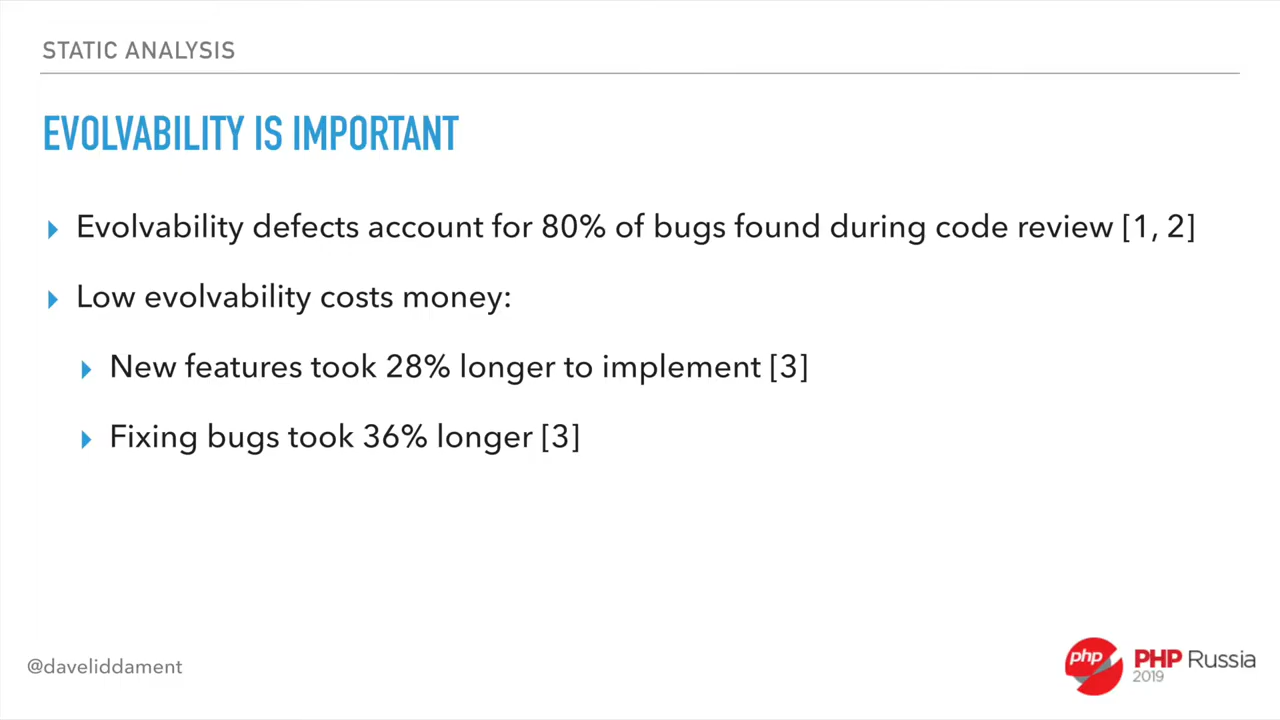 STATIC ANALYSIS
EVOLVABILITY IS IMPORTANT
Evolvability defects account for 80% of bugs found during code review [1, 2]
Low evolvability costs money:
New features took 28% longer to implement [3]
Fixing bugs took 36% longer [3]
@daveliddament
php
PHP Russia
2019